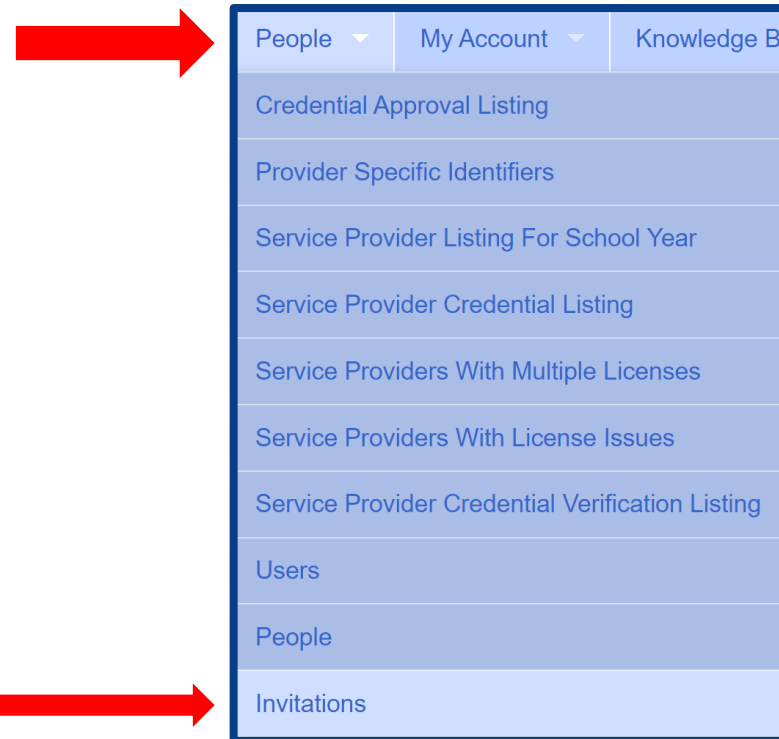 People My Account Knowledge B
Credential Approval Listing
Provider Specific Identifiers
Service Provider Listing For School Year
Service Provider Credential Listing
Service Providers With Multiple Licenses
Service Providers With License Issues
Service Provider Credential Verification Listing
Users
People
Invitations